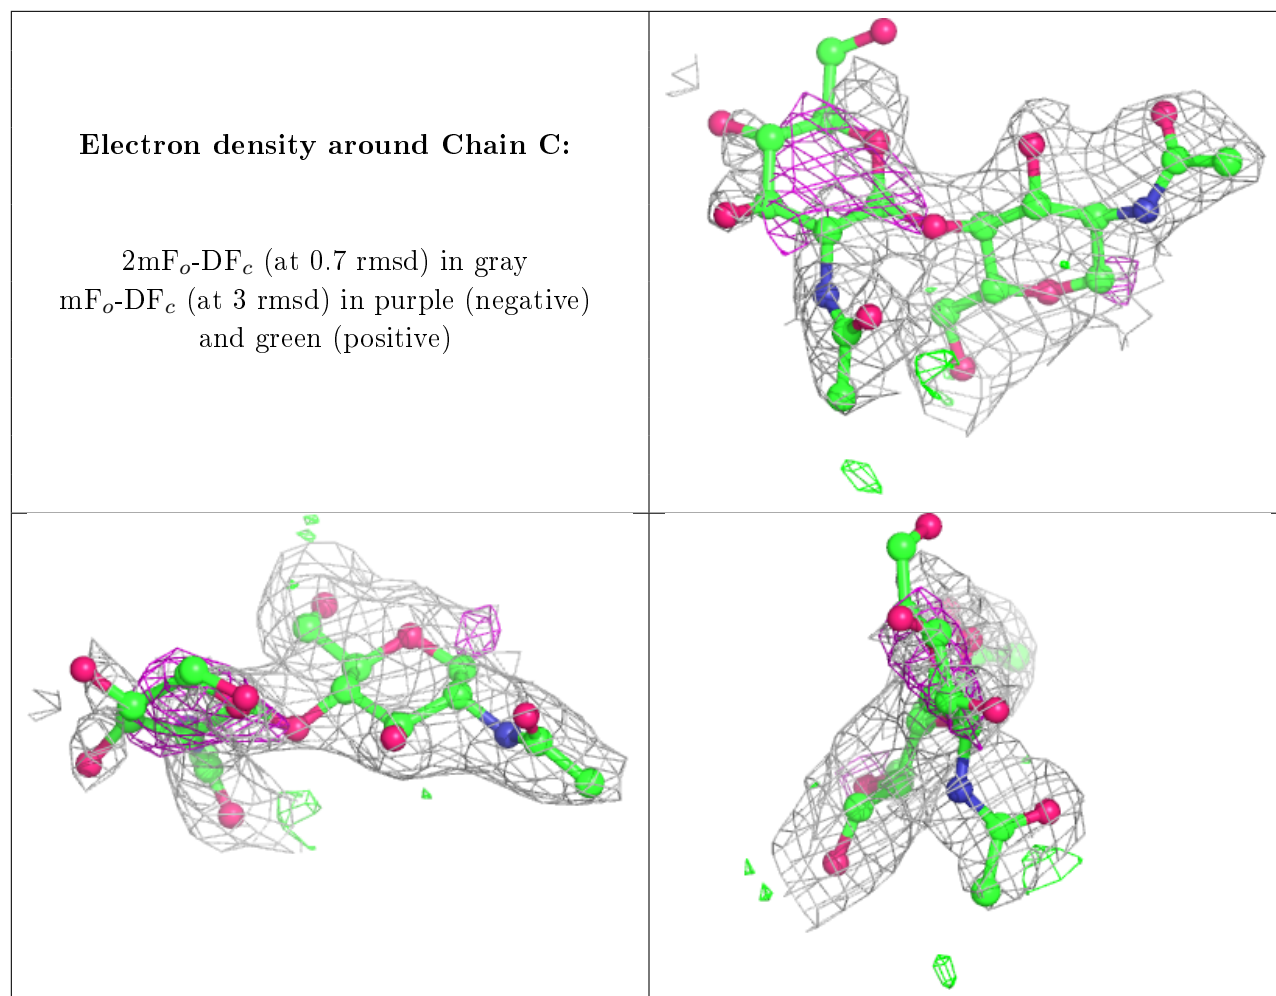 Electron density around Chain C:
2mFₒ-DF𝒸 (at 0.7 rmsd) in gray
mFₒ-DF𝒸 (at 3 rmsd) in purple (negative)
and green (positive)